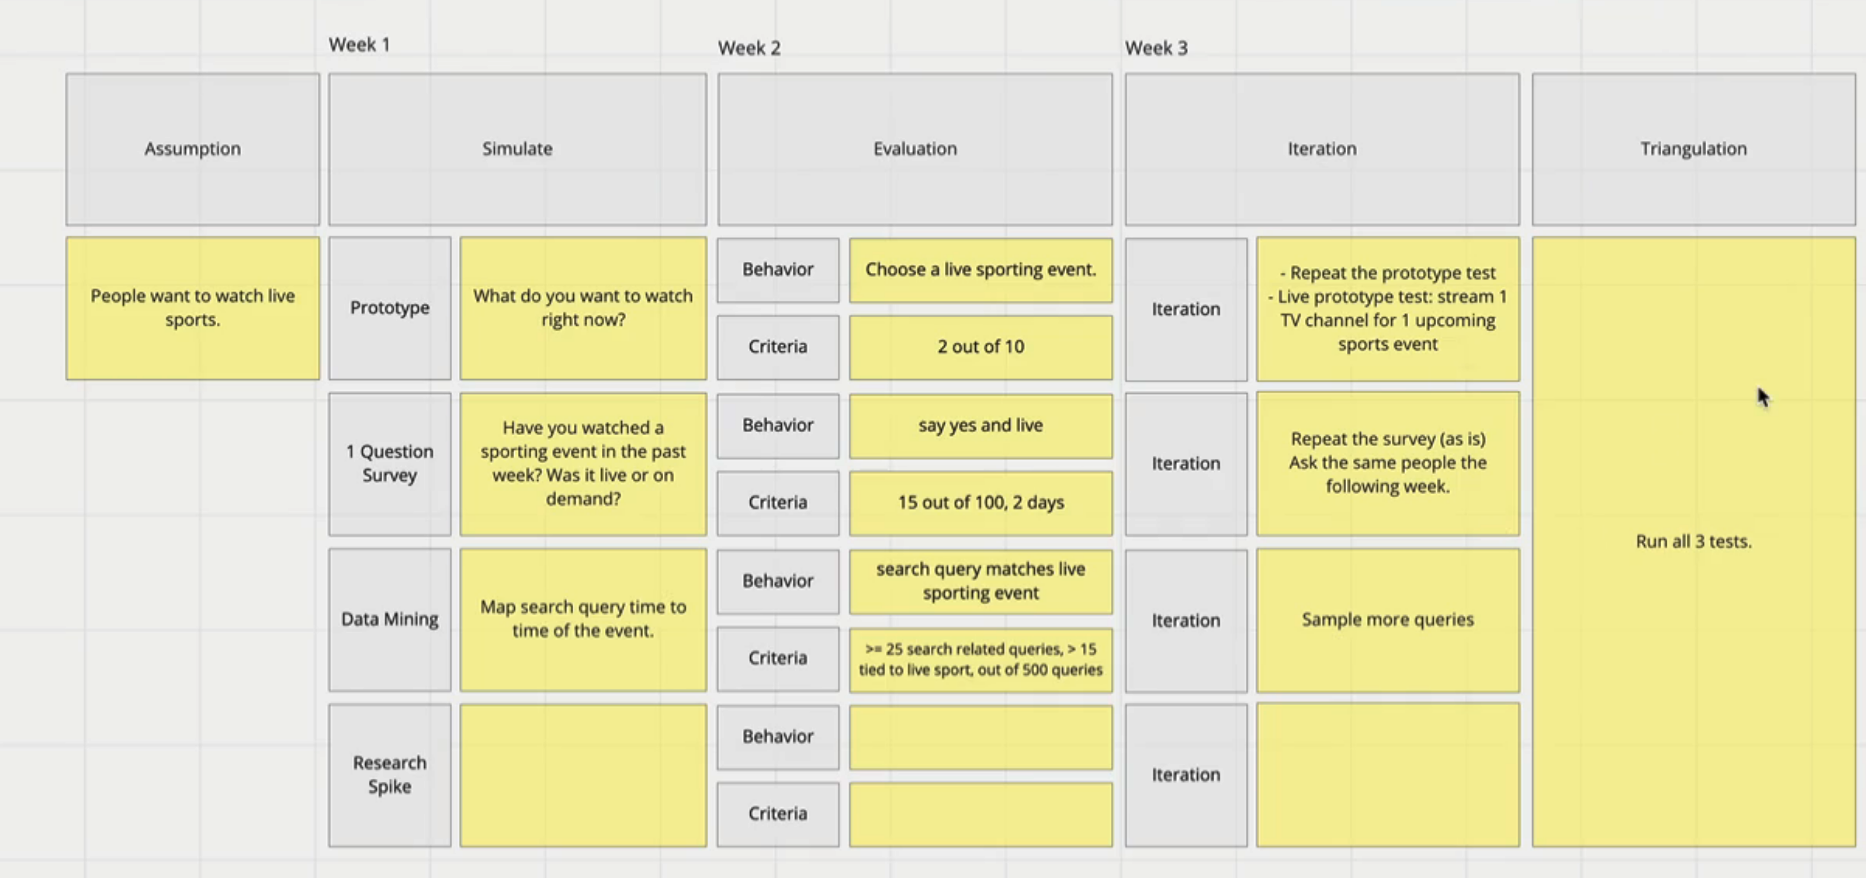 Week 1
Week 2
Week 3
Assumption
Simulate
Evaluation
Iteration
Triangulation
People want to watch live
sports.
Prototype
What do you want to watch
right now?
Behavior
Choose a live sporting event.
Criteria
2 out of 10
Iteration
- Repeat the prototype test
- Live prototype test: stream 1
TV channel for 1 upcoming
sports event
1 Question
Survey
Have you watched a
sporting event in the past
week? Was it live or on
demand?
Behavior
say yes and live
Criteria
15 out of 100, 2 days
Iteration
Repeat the survey (as is)
Ask the same people the
following week.
Data Mining
Map search query time to
time of the event.
Behavior
search query matches live
sporting event
Criteria
>= 25 search related queries, > 15
tied to live sport, out of 500 queries
Iteration
Sample more queries
Research
Spike
Behavior
Criteria
Iteration
Run all 3 tests.